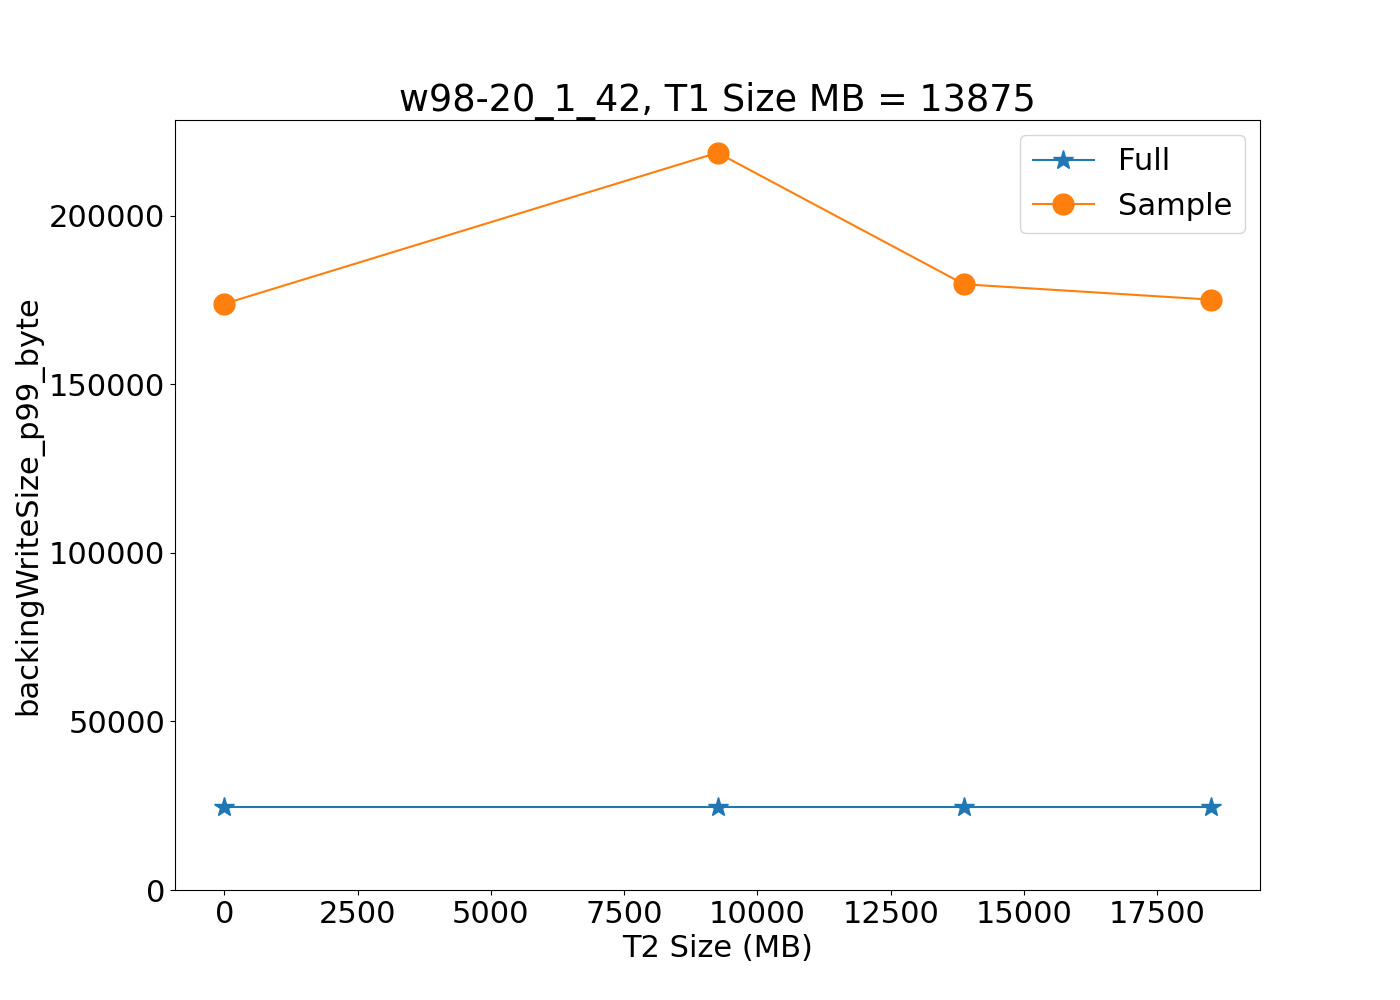 w98-20_1_42, T1 Size MB = 13875
Full
Sample
backingWriteSize_p99_byte
200000
150000
100000
50000
0
0 2500 5000 7500 10000 12500 15000 17500
T2 Size (MB)